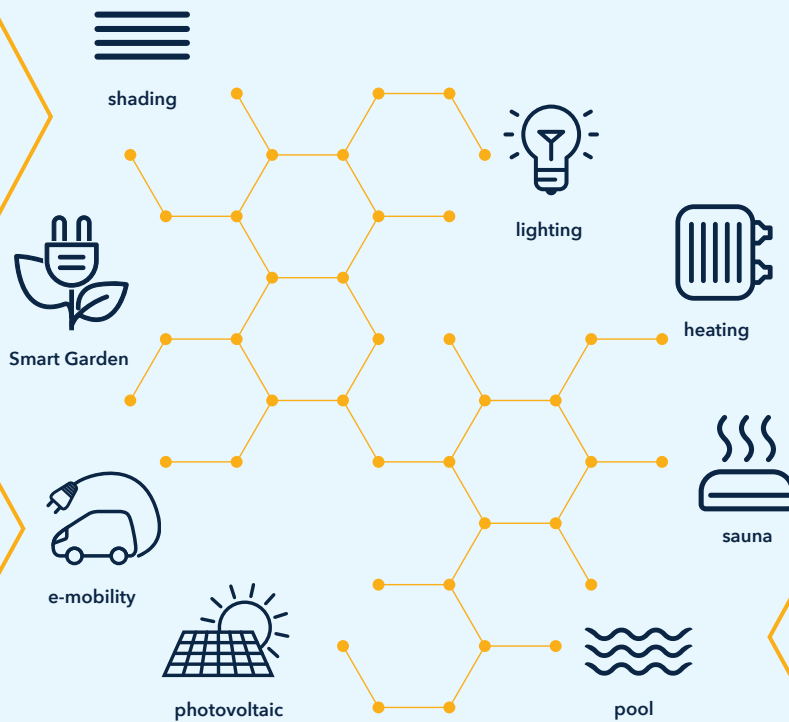 shading
lighting
heating
Smart Garden
sauna
e-mobility
photovoltaic
pool